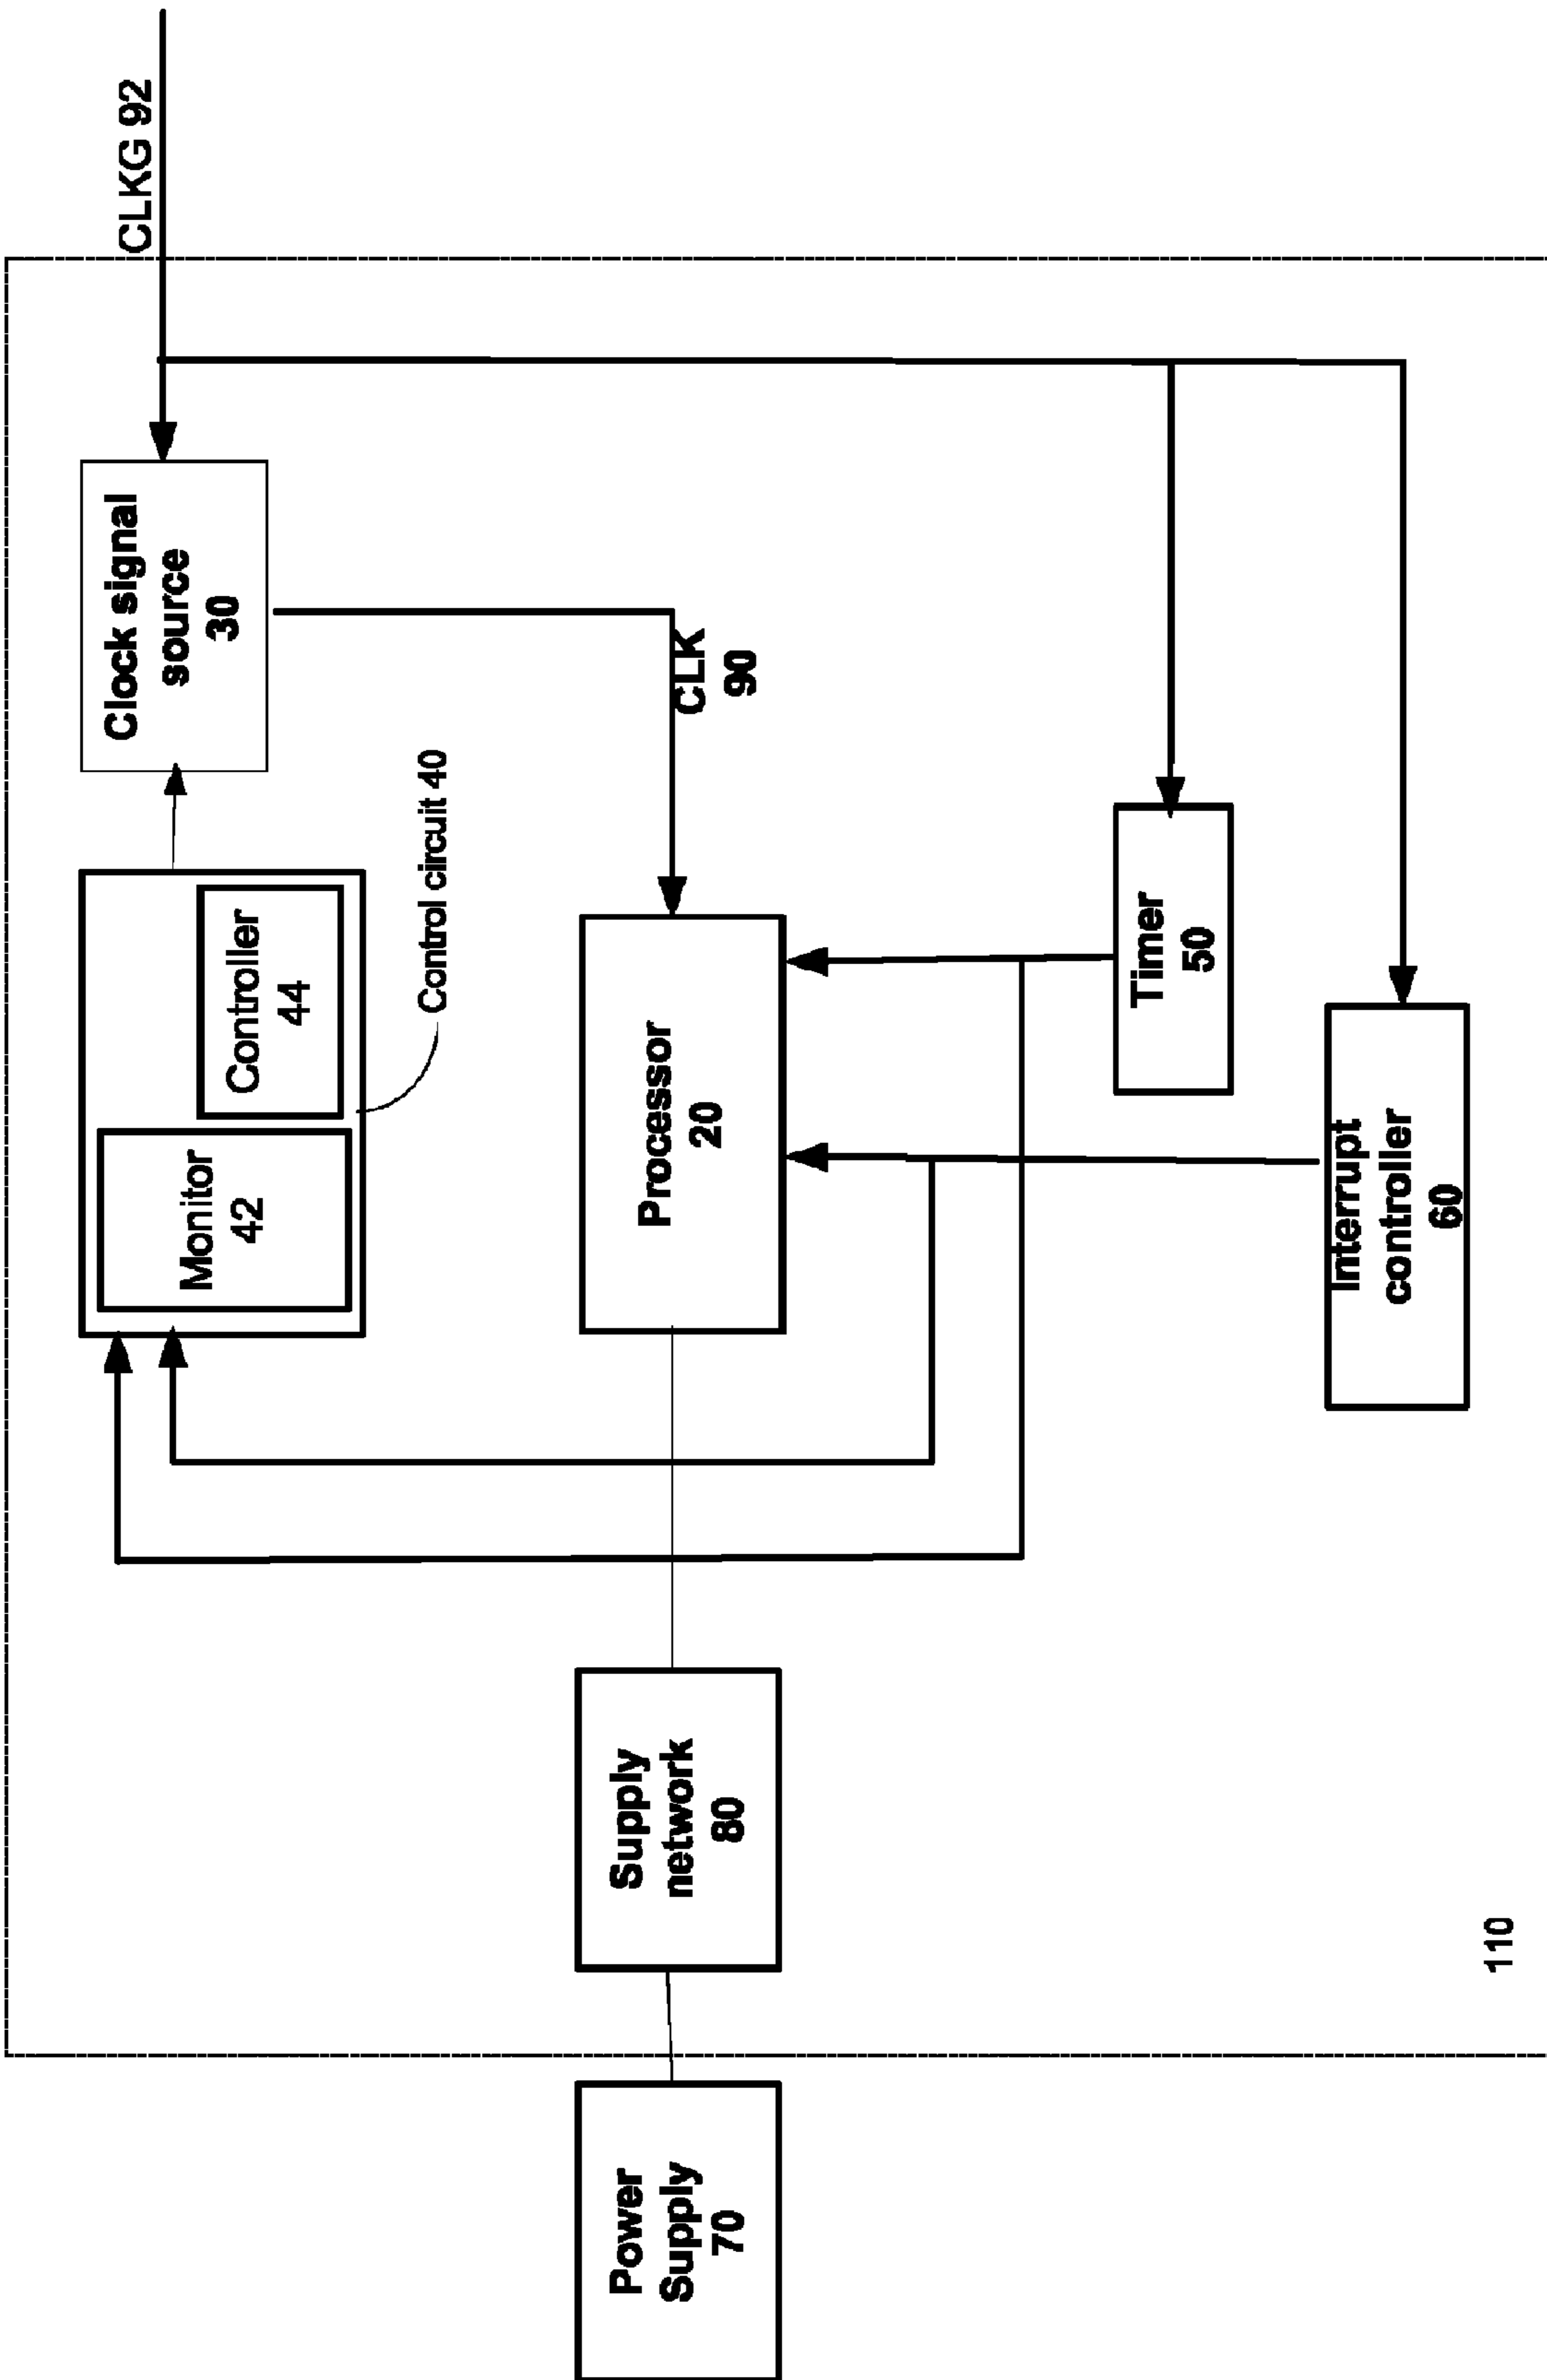 CLKG 92
Clock signal
source
30
Controller
44
Monitor
42
Control circuit 40
CLK
90
Processor
20
Timer
50
Interrupt
controller
60
Supply
network
80
Power
Supply
70
110